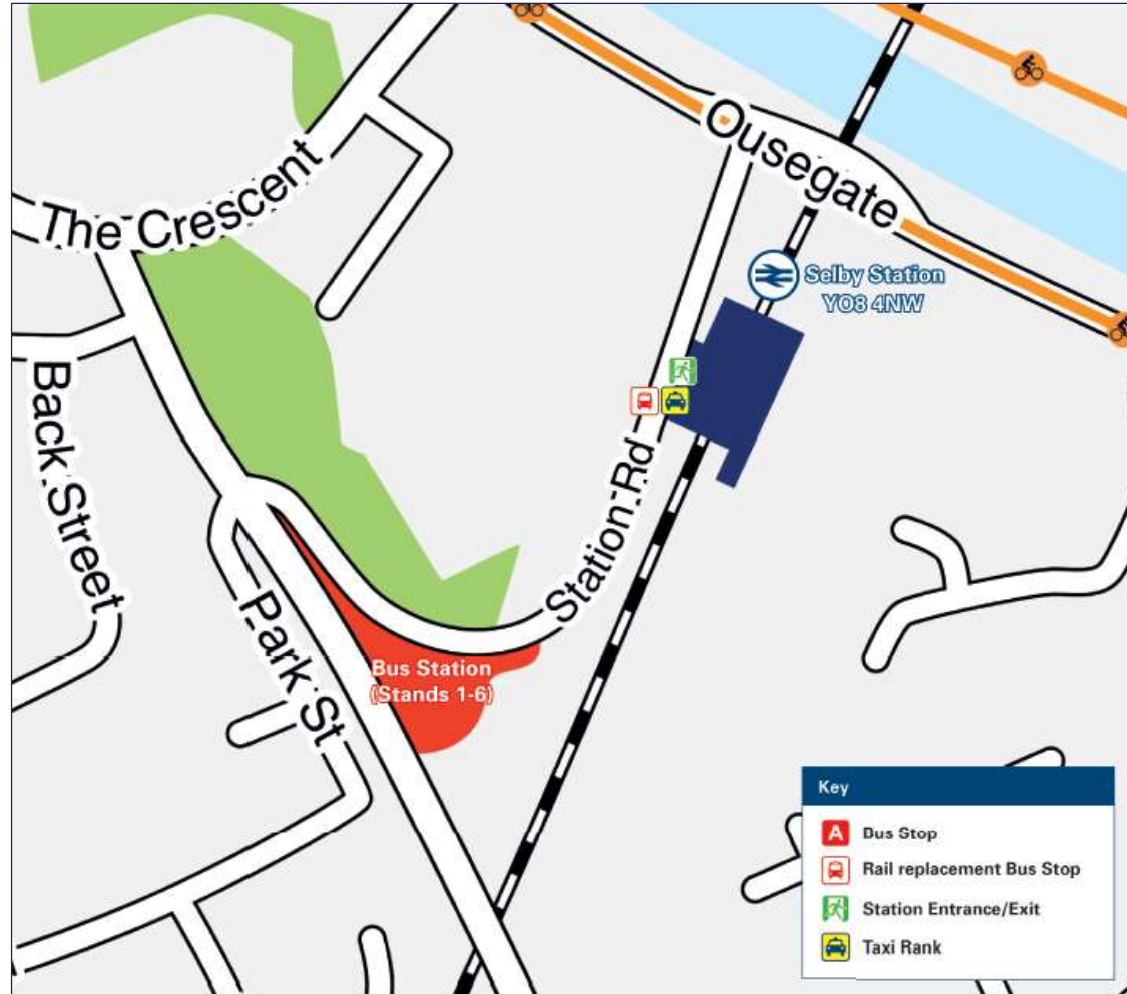 Ousegate
The Crescent
Selby Station
YO8 4NW
Back Street
Station Rd
Park St
Bus Station
(Stands 1-6)
Key
A Bus Stop
Rail replacement Bus Stop
Station Entrance/Exit
Taxi Rank